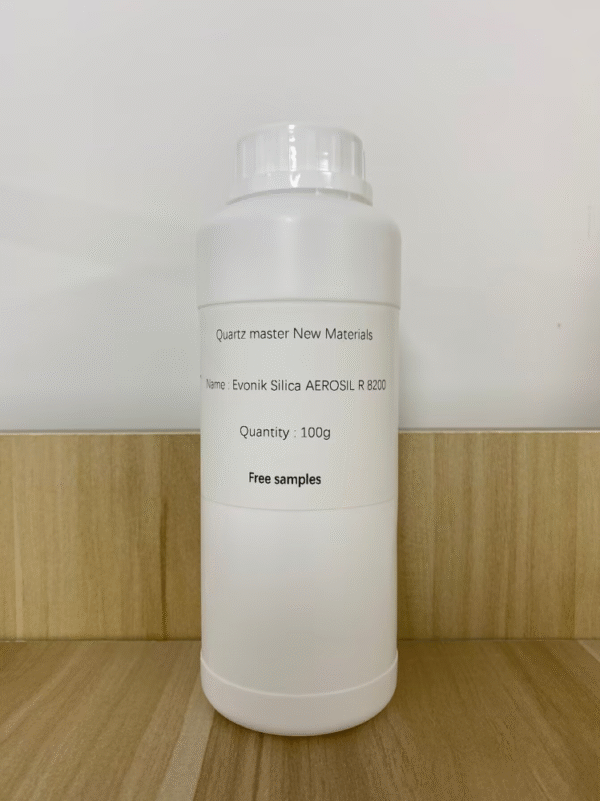 Quartz master New Materials
Name : Evonik Silica AEROSIL R 8200
Quantity : 100g
Free samples